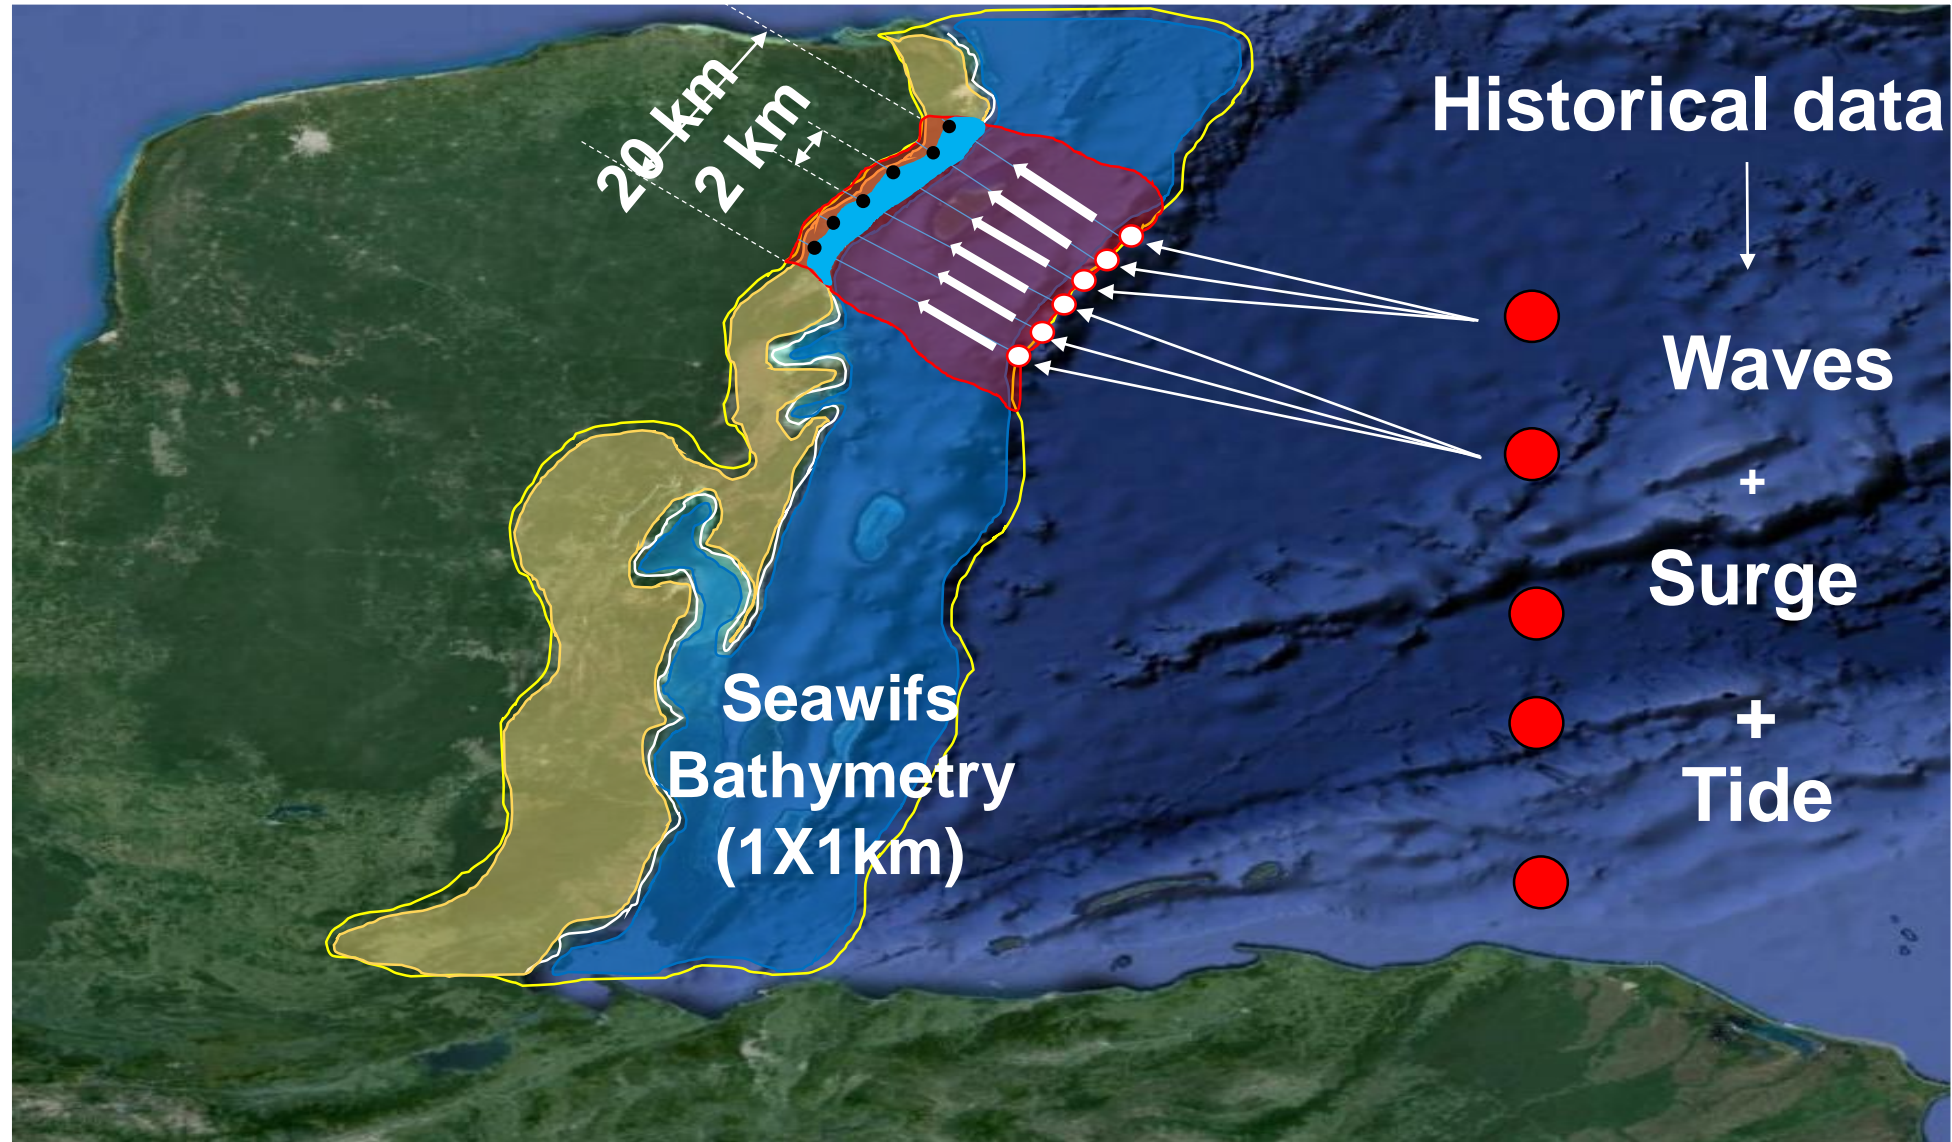 20 km
2 km
Historical data
Waves
+
Surge
+
Tide
Seawifs
Bathymetry
(1X1km)